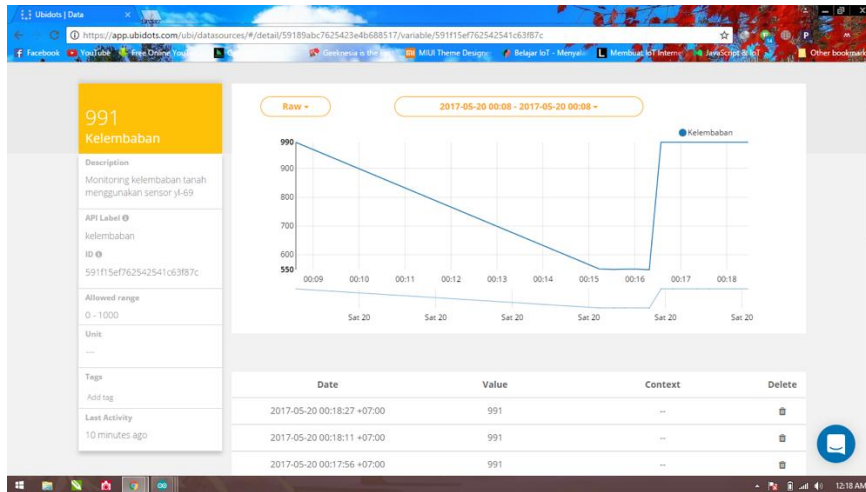 Ubidots | Data
https://app.ubidots.com/ubi/datasources/#/detail/59189abc7625423e4b688517/variable/591f15ef762542541c63f87c
Facebook YouTube Free Online You Geeknesia is the MIUI Theme Designe Belajar IoT - Menyala Membuat IoT Interne JavaScript & IoT Other bookmark
991
Kelembaban
Description
Monitoring kelembaban tanah
menggunakan sensor yl-69
API Label
kelembaban
ID
591f15ef762542541c63f87c
Allowed range
0 - 1000
Unit
---
Tags
Add tag
Last Activity
10 minutes ago
Raw
2017-05-20 00:08 - 2017-05-20 00:08
Kelembaban
990
900
800
700
600
550
00:09 00:10 00:11 00:12 00:13 00:14 00:15 00:16 00:17 00:18
Sat 20 Sat 20 Sat 20 Sat 20 Sat 20 Sat 20
Date Value Context Delete
2017-05-20 00:18:27 +07:00 991 --
2017-05-20 00:18:11 +07:00 991 --
2017-05-20 00:17:56 +07:00 991 --
12:18 AM